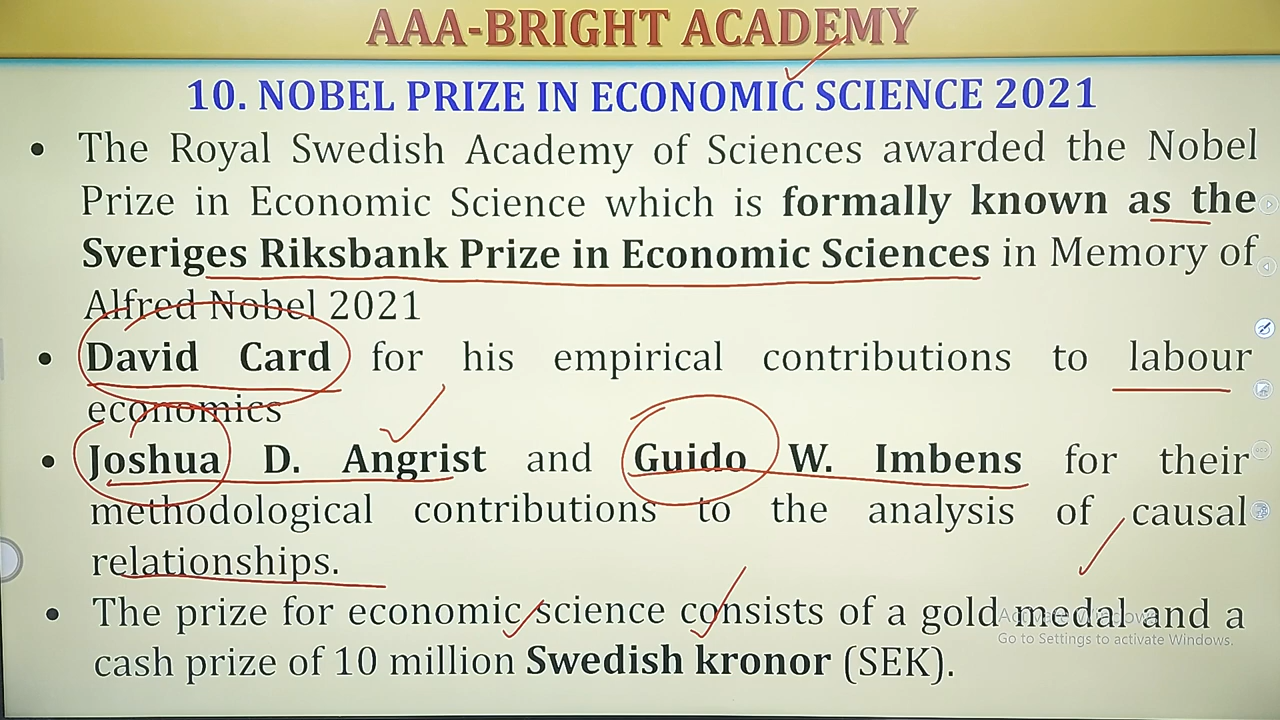 AAA-BRIGHT ACADEMY
10. NOBEL PRIZE IN ECONOMIC SCIENCE 2021
• The Royal Swedish Academy of Sciences awarded the Nobel
Prize in Economic Science which is formally known as the
Sveriges Riksbank Prize in Economic Sciences in Memory of
Alfred Nobel 2021
• David Card for his empirical contributions to labour
economics
• Joshua D. Angrist and Guido W. Imbens for their
methodological contributions to the analysis of causal
relationships.
• The prize for economic science consists of a gold medal and a
cash prize of 10 million Swedish kronor (SEK).
Activate Windows
Go to Settings to activate Windows.